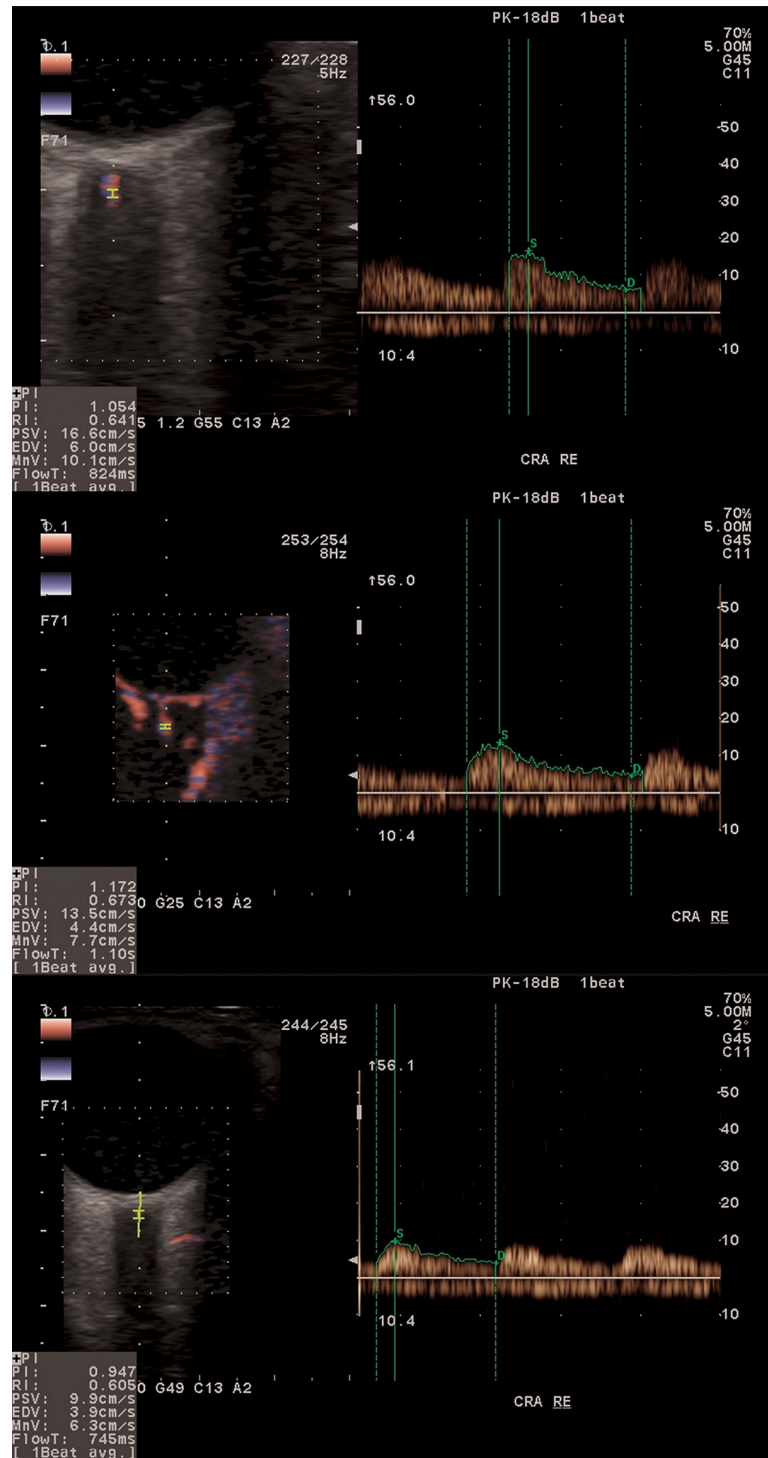 PK-18dB 1beat
70%
5.00M
G45
C11
227/228
5Hz
↑56.0
F71
50
40
30
20
10
S
D
10
10.4
PI
PI: 1.054
RI: 0.641
PSV: 16.6cm/s
EDV: 6.0cm/s
MnV: 10.1cm/s
FlowT: 824ms
[ 1Beat avg.]
5 1.2 G55 C13 A2
CRA RE
PK-18dB 1beat
70%
5.00M
G45
C11
253/254
8Hz
↑56.0
F71
50
40
30
20
10
S
D
10
10.4
PI
PI: 1.172
RI: 0.673
PSV: 13.5cm/s
EDV: 4.4cm/s
MnV: 7.7cm/s
FlowT: 1.10s
[ 1Beat avg.]
0 G25 C13 A2
CRA RE
PK-18dB 1beat
70%
5.00M
2°
G45
C11
244/245
8Hz
↑56.1
F71
50
40
30
20
10
S
D
10
10.4
PI
PI: 0.947
RI: 0.605
PSV: 9.9cm/s
EDV: 3.9cm/s
MnV: 6.3cm/s
FlowT: 745ms
[ 1Beat avg.]
0 G49 C13 A2
CRA RE